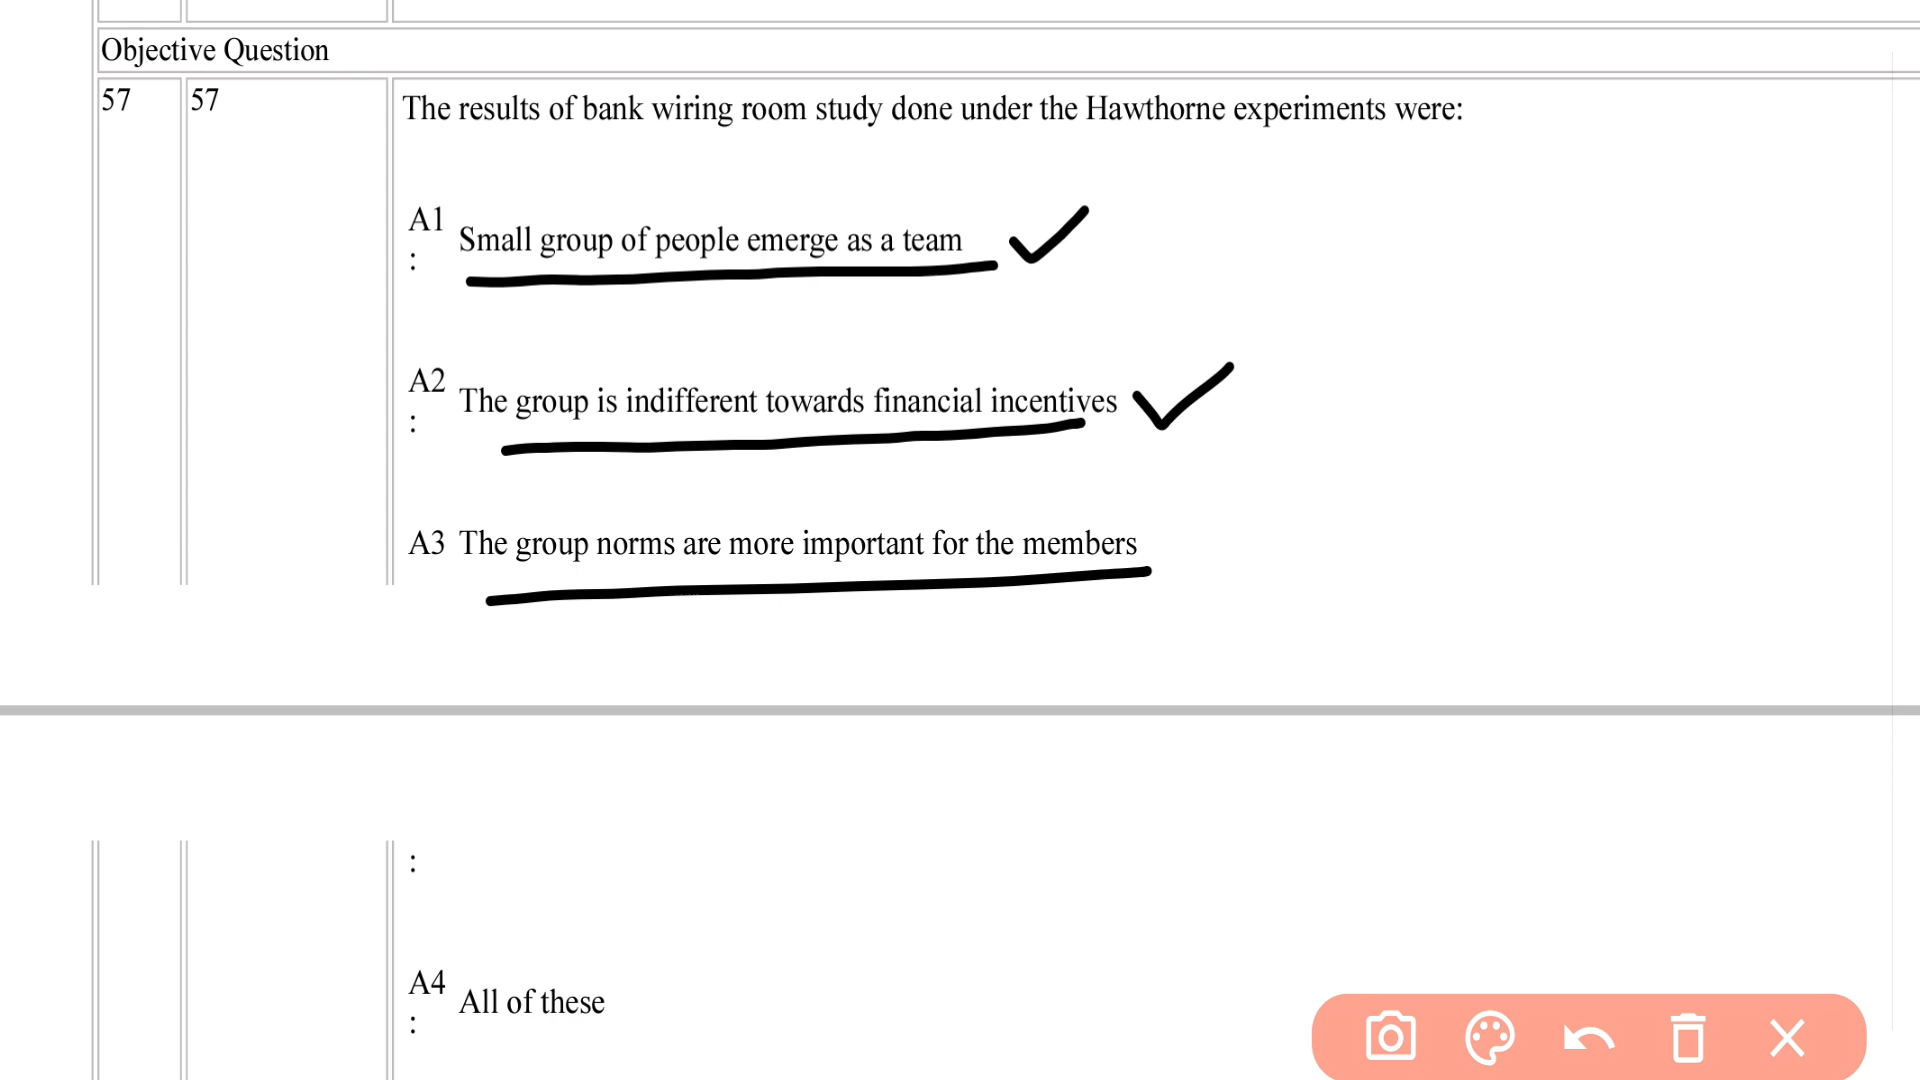 Objective Question
57 57 The results of bank wiring room study done under the Hawthorne experiments were:
A1
: Small group of people emerge as a team
A2
: The group is indifferent towards financial incentives
A3 The group norms are more important for the members
:
A4
: All of these